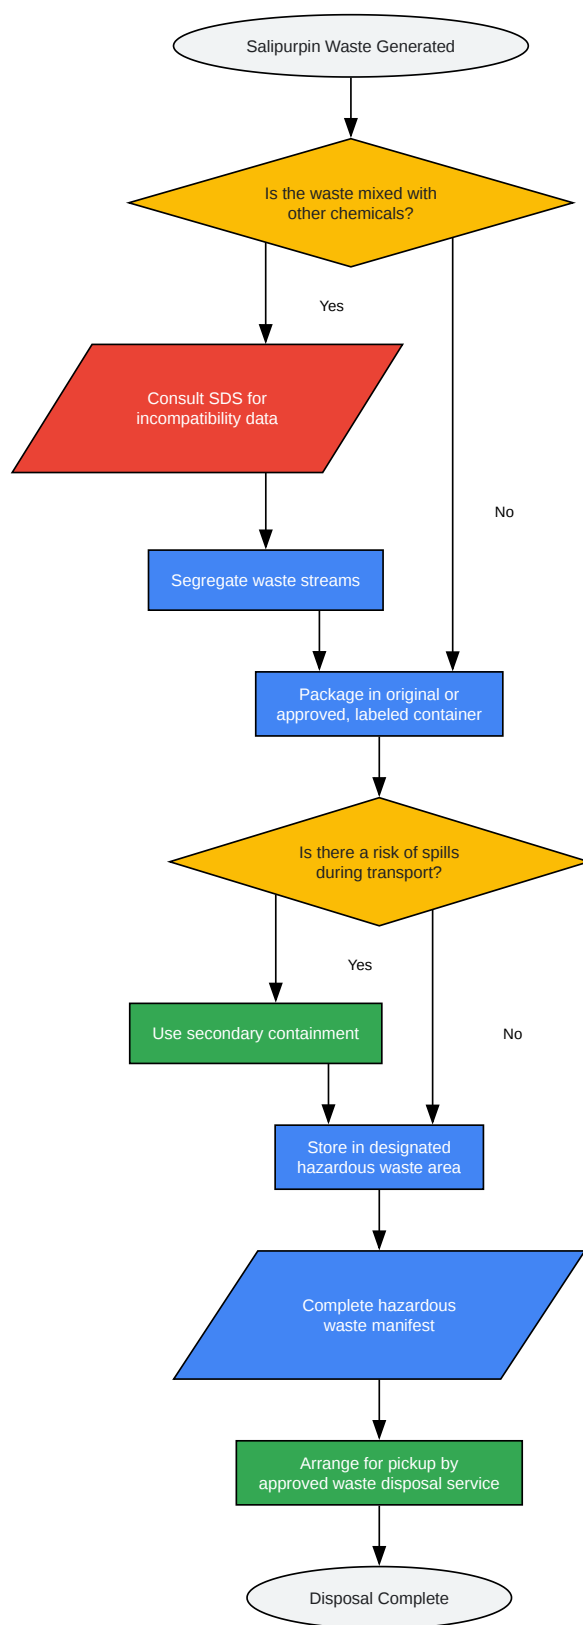 Salipurpin Waste Generated
Is the waste mixed with
other chemicals?
Yes
Consult SDS for
incompatibility data
No
Segregate waste streams
Package in original or
approved, labeled container
Is there a risk of spills
during transport?
Yes
Use secondary containment
No
Store in designated
hazardous waste area
Complete hazardous
waste manifest
Arrange for pickup by
approved waste disposal service
Disposal Complete